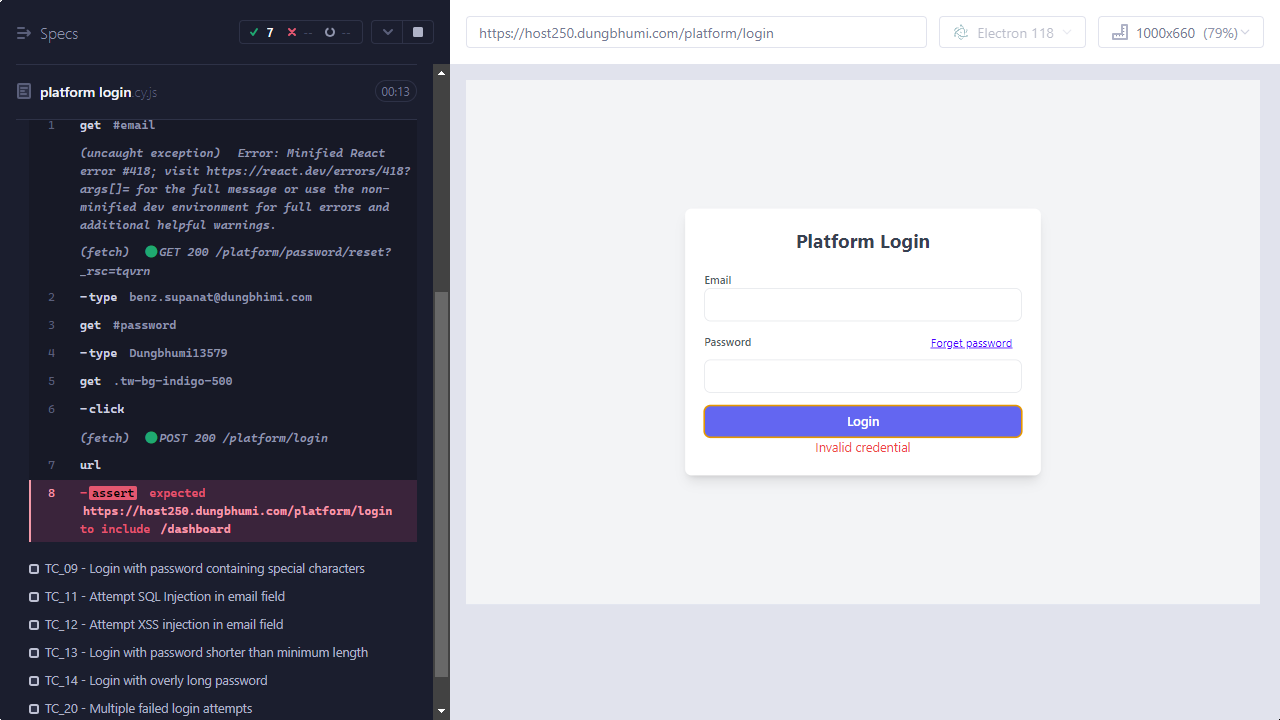 Specs
7 -- --
platform login.cy.js
00:13
1 get #email
(uncaught exception) Error: Minified React
error #418; visit https://react.dev/errors/418?
args[]= for the full message or use the non-
minified dev environment for full errors and
additional helpful warnings.
(fetch) GET 200 /platform/password/reset?
_rsc=tqvrn
2 -type benz.supanat@dungbhimi.com
3 get #password
4 -type Dungbhumi13579
5 get .tw-bg-indigo-500
6 -click
(fetch) POST 200 /platform/login
7 url
8 -assert expected
https://host250.dungbhumi.com/platform/login
to include /dashboard
TC_09 - Login with password containing special characters
TC_11 - Attempt SQL Injection in email field
TC_12 - Attempt XSS injection in email field
TC_13 - Login with password shorter than minimum length
TC_14 - Login with overly long password
TC_20 - Multiple failed login attempts
https://host250.dungbhumi.com/platform/login
Electron 118
1000x660 (79%)
Platform Login
Email
Password
Forget password
Login
Invalid credential